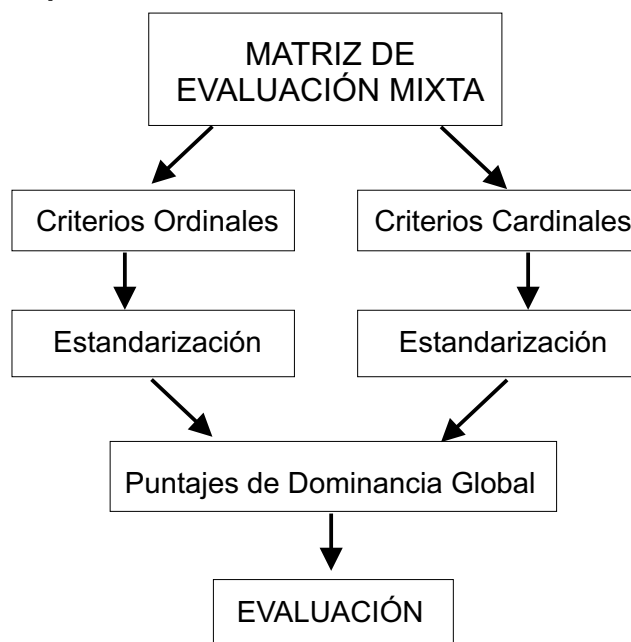 MATRIZ DE
EVALUACIÓN MIXTA
Criterios Ordinales
Criterios Cardinales
Estandarización
Estandarización
Puntajes de Dominancia Global
EVALUACIÓN